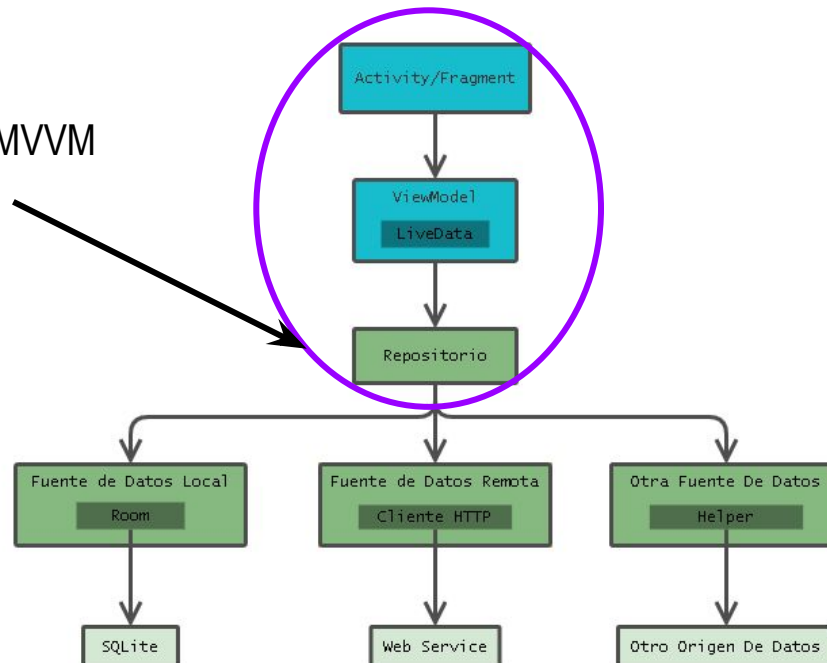 Activity/Fragment
MVVM
ViewModel
LiveData
Repositorio
Fuente de Datos Local
Room
Fuente de Datos Remota
Cliente HTTP
Otra Fuente De Datos
Helper
SQLite
Web Service
Otro Origen De Datos